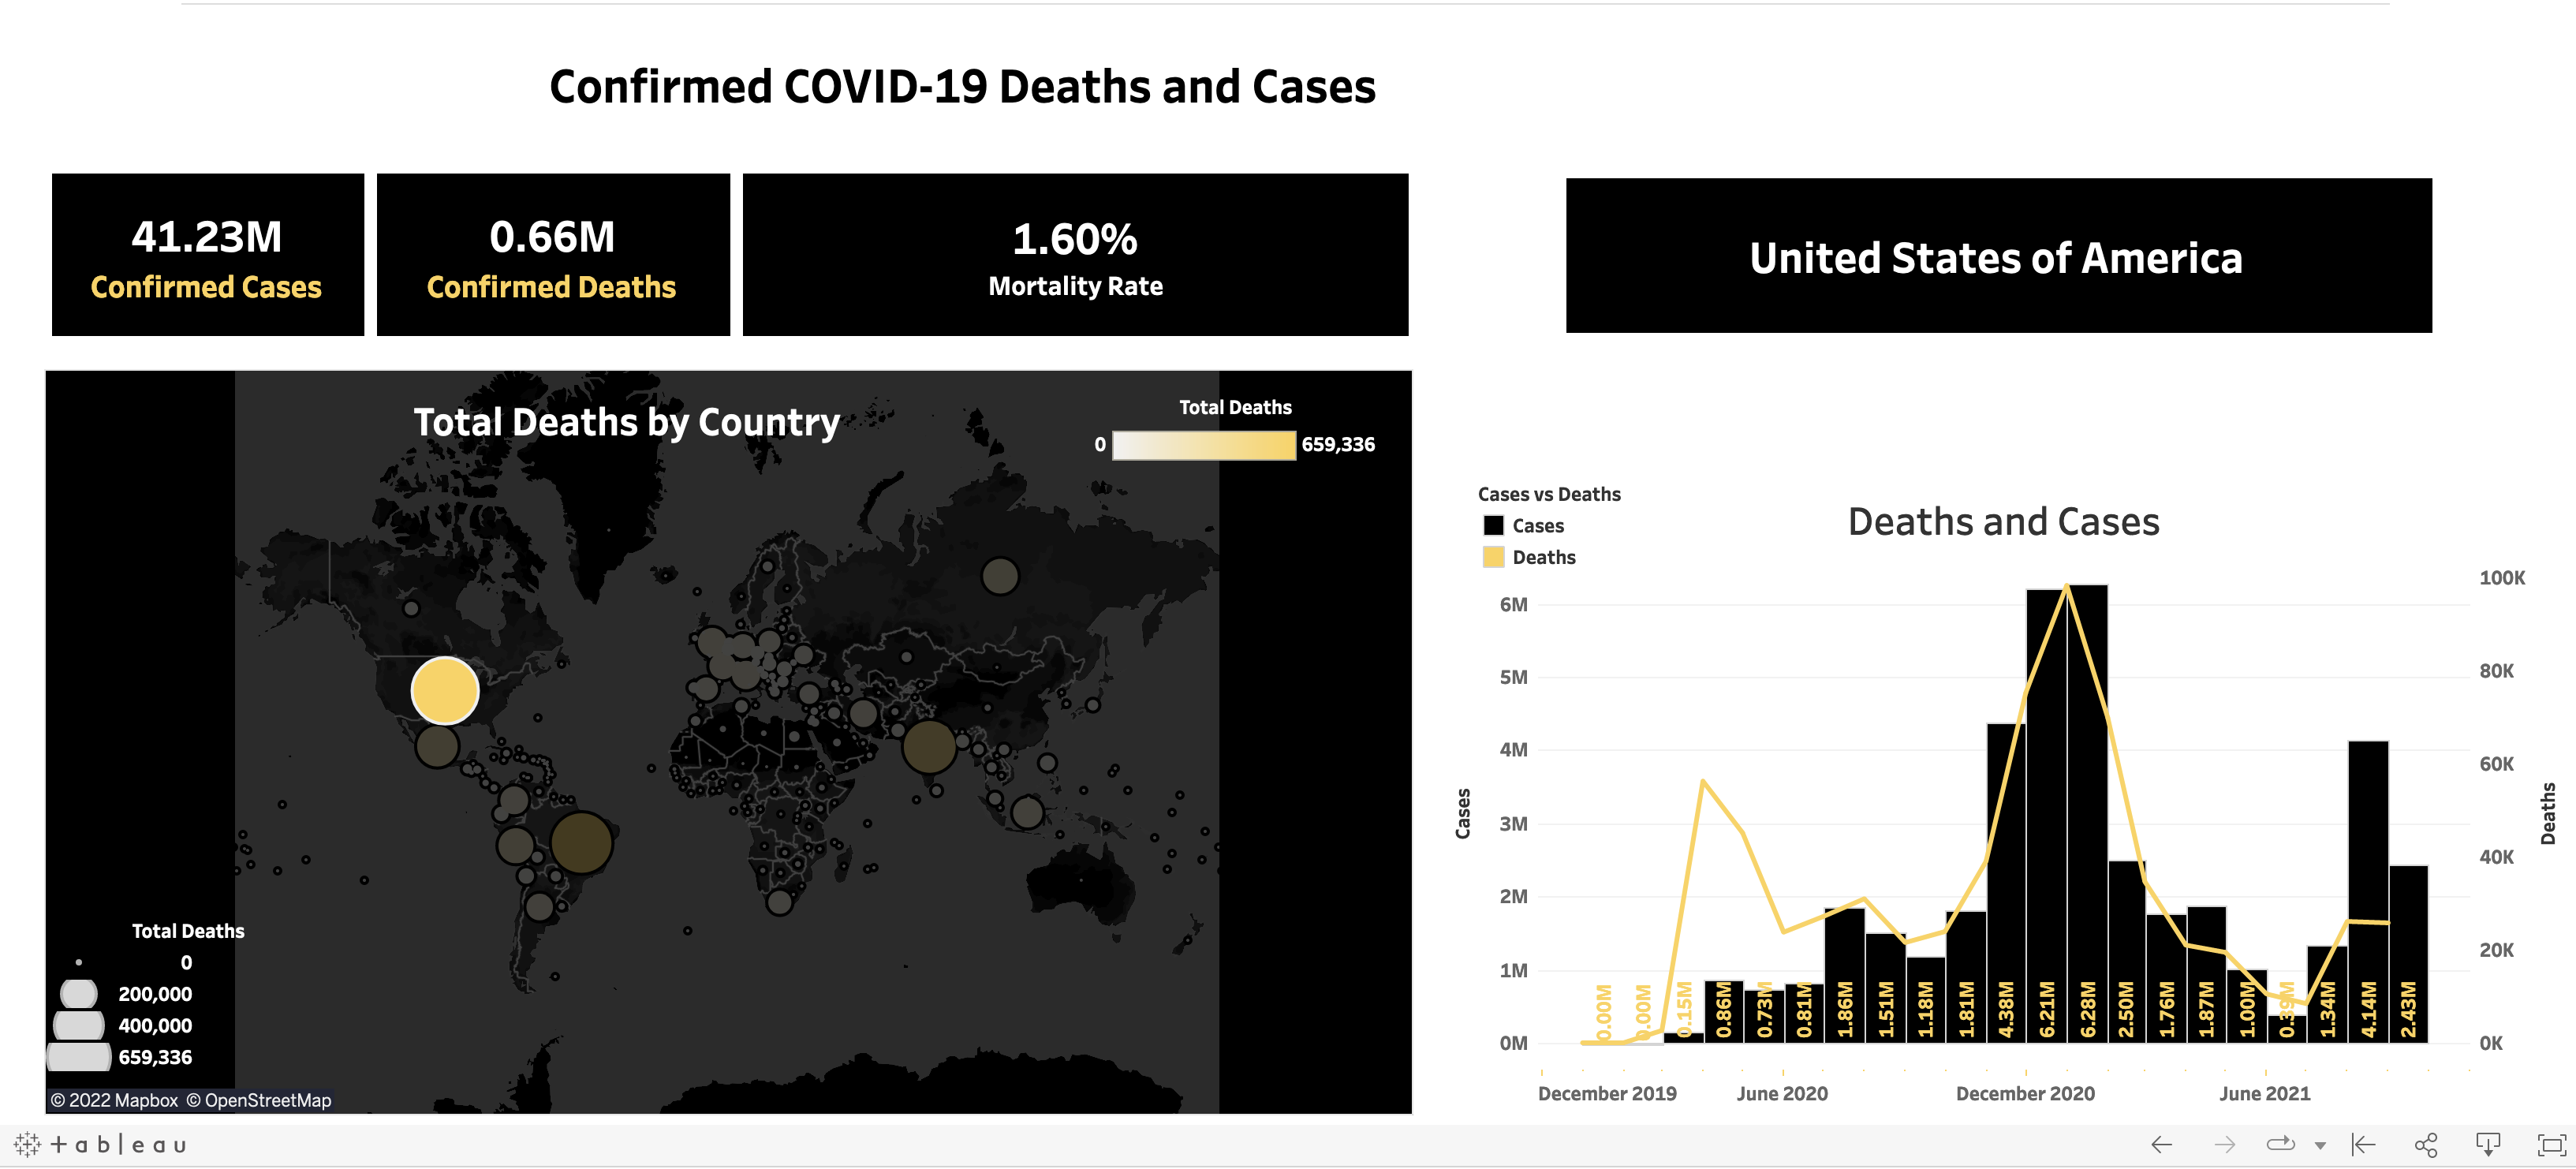 Confirmed COVID-19 Deaths and Cases
41.23M
Confirmed Cases
0.66M
Confirmed Deaths
1.60%
Mortality Rate
United States of America
Total Deaths by Country
Total Deaths
0 659,336
Total Deaths
0
200,000
400,000
659,336
© 2022 Mapbox © OpenStreetMap
Cases vs Deaths
Cases
Deaths
Deaths and Cases
Cases
6M
5M
4M
3M
2M
1M
0M
0.00M
0.00M
0.15M
0.86M
0.73M
0.81M
1.86M
1.51M
1.18M
1.81M
4.38M
6.21M
6.28M
2.50M
1.76M
1.87M
1.00M
0.39M
1.34M
4.14M
2.43M
100K
80K
60K
40K
20K
0K
Deaths
December 2019 June 2020 December 2020 June 2021
+ableau